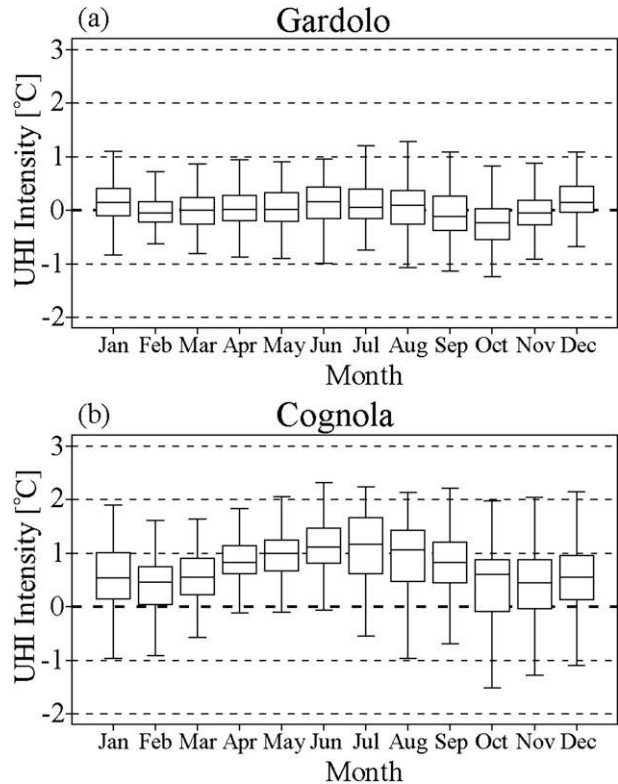 (a) Gardolo
3
2
1
0
-1
-2
UHI Intensity [°C]
Jan Feb Mar Apr May Jun Jul Aug Sep Oct Nov Dec
Month
(b) Cognola
3
2
1
0
-1
-2
UHI Intensity [°C]
Jan Feb Mar Apr May Jun Jul Aug Sep Oct Nov Dec
Month